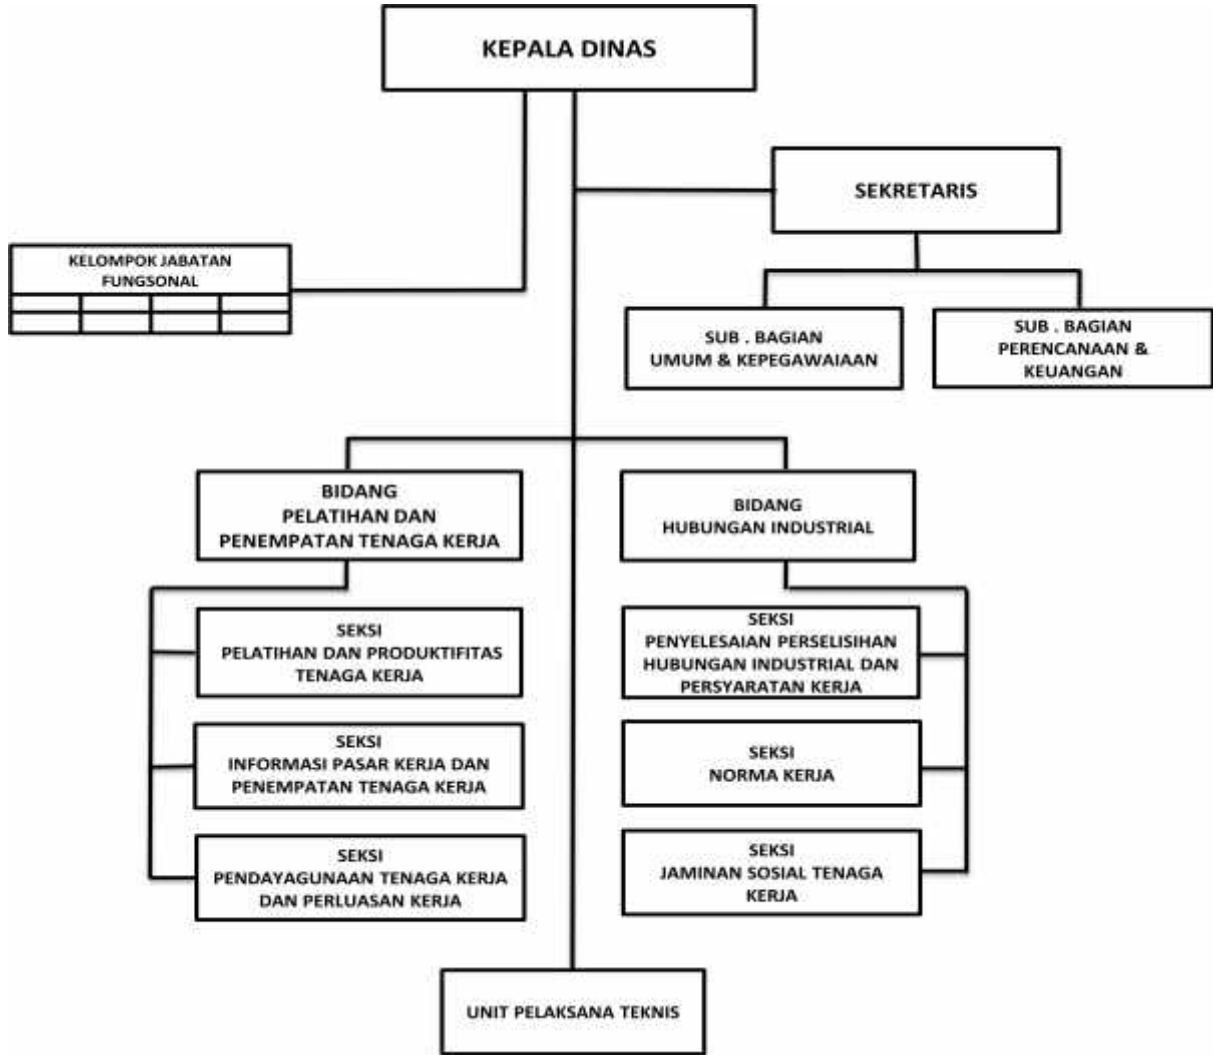 KEPALA DINAS
SEKRETARIS
KELOMPOK JABATAN
FUNGSONAL
SUB . BAGIAN
UMUM & KEPEGAWAIAAN
SUB . BAGIAN
PERENCANAAN &
KEUANGAN
BIDANG
PELATIHAN DAN
PENEMPATAN TENAGA KERJA
BIDANG
HUBUNGAN INDUSTRIAL
SEKSI
PELATIHAN DAN PRODUKTIFITAS
TENAGA KERJA
SEKSI
PENYELESAIAN PERSELISIHAN
HUBUNGAN INDUSTRIAL DAN
PERSYARATAN KERJA
SEKSI
INFORMASI PASAR KERJA DAN
PENEMPATAN TENAGA KERJA
SEKSI
NORMA KERJA
SEKSI
PENDAYAGUNAAN TENAGA KERJA
DAN PERLUASAN KERJA
SEKSI
JAMINAN SOSIAL TENAGA
KERJA
UNIT PELAKSANA TEKNIS